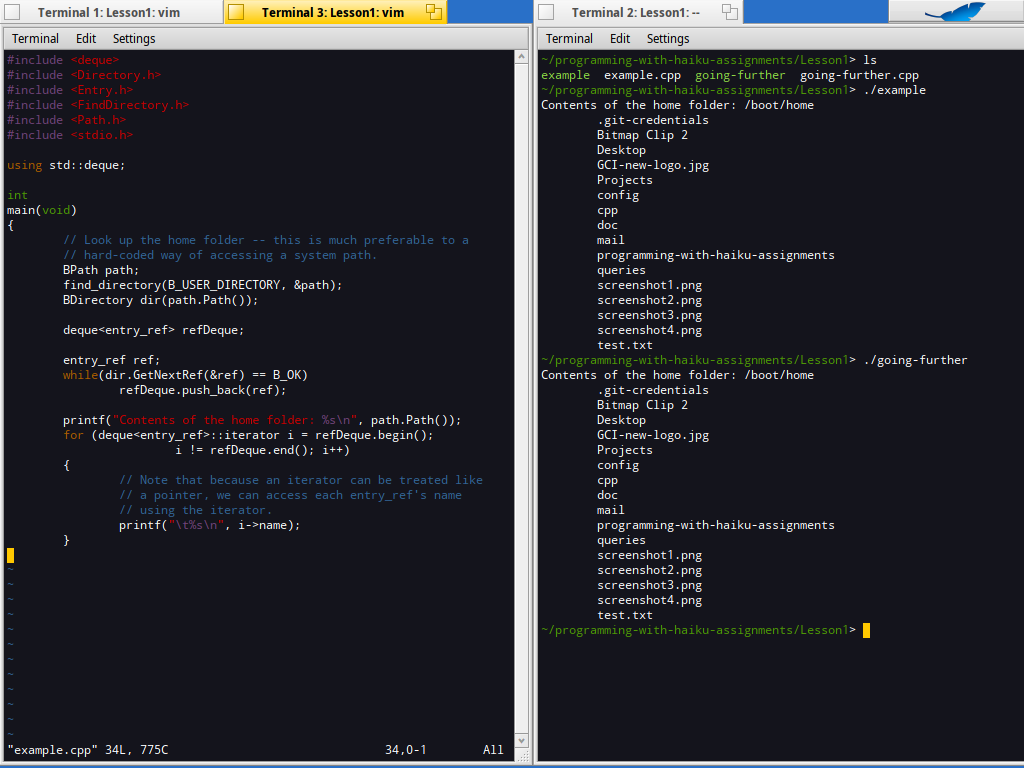 Terminal 1: Lesson1: vim
Terminal 3: Lesson1: vim
Terminal Edit Settings
#include <deque>
#include <Directory.h>
#include <Entry.h>
#include <FindDirectory.h>
#include <Path.h>
#include <stdio.h>
using std::deque;
int
main(void)
{
// Look up the home folder -- this is much preferable to a
// hard-coded way of accessing a system path.
BPath path;
find_directory(B_USER_DIRECTORY, &path);
BDirectory dir(path.Path());
deque<entry_ref> refDeque;
entry_ref ref;
while(dir.GetNextRef(&ref) == B_OK)
refDeque.push_back(ref);
printf("Contents of the home folder: %s\n", path.Path());
for (deque<entry_ref>::iterator i = refDeque.begin();
i != refDeque.end(); i++)
{
// Note that because an iterator can be treated like
// a pointer, we can access each entry_ref's name
// using the iterator.
printf("\t%s\n", i->name);
}
~
~
~
~
~
~
~
~
~
~
~
~
"example.cpp" 34L, 775C 34,0-1 All
Terminal 2: Lesson1: --
Terminal Edit Settings
~/programming-with-haiku-assignments/Lesson1> ls
example example.cpp going-further going-further.cpp
~/programming-with-haiku-assignments/Lesson1> ./example
Contents of the home folder: /boot/home
.git-credentials
Bitmap Clip 2
Desktop
GCI-new-logo.jpg
Projects
config
cpp
doc
mail
programming-with-haiku-assignments
queries
screenshot1.png
screenshot2.png
screenshot3.png
screenshot4.png
test.txt
~/programming-with-haiku-assignments/Lesson1> ./going-further
Contents of the home folder: /boot/home
.git-credentials
Bitmap Clip 2
Desktop
GCI-new-logo.jpg
Projects
config
cpp
doc
mail
programming-with-haiku-assignments
queries
screenshot1.png
screenshot2.png
screenshot3.png
screenshot4.png
test.txt
~/programming-with-haiku-assignments/Lesson1>